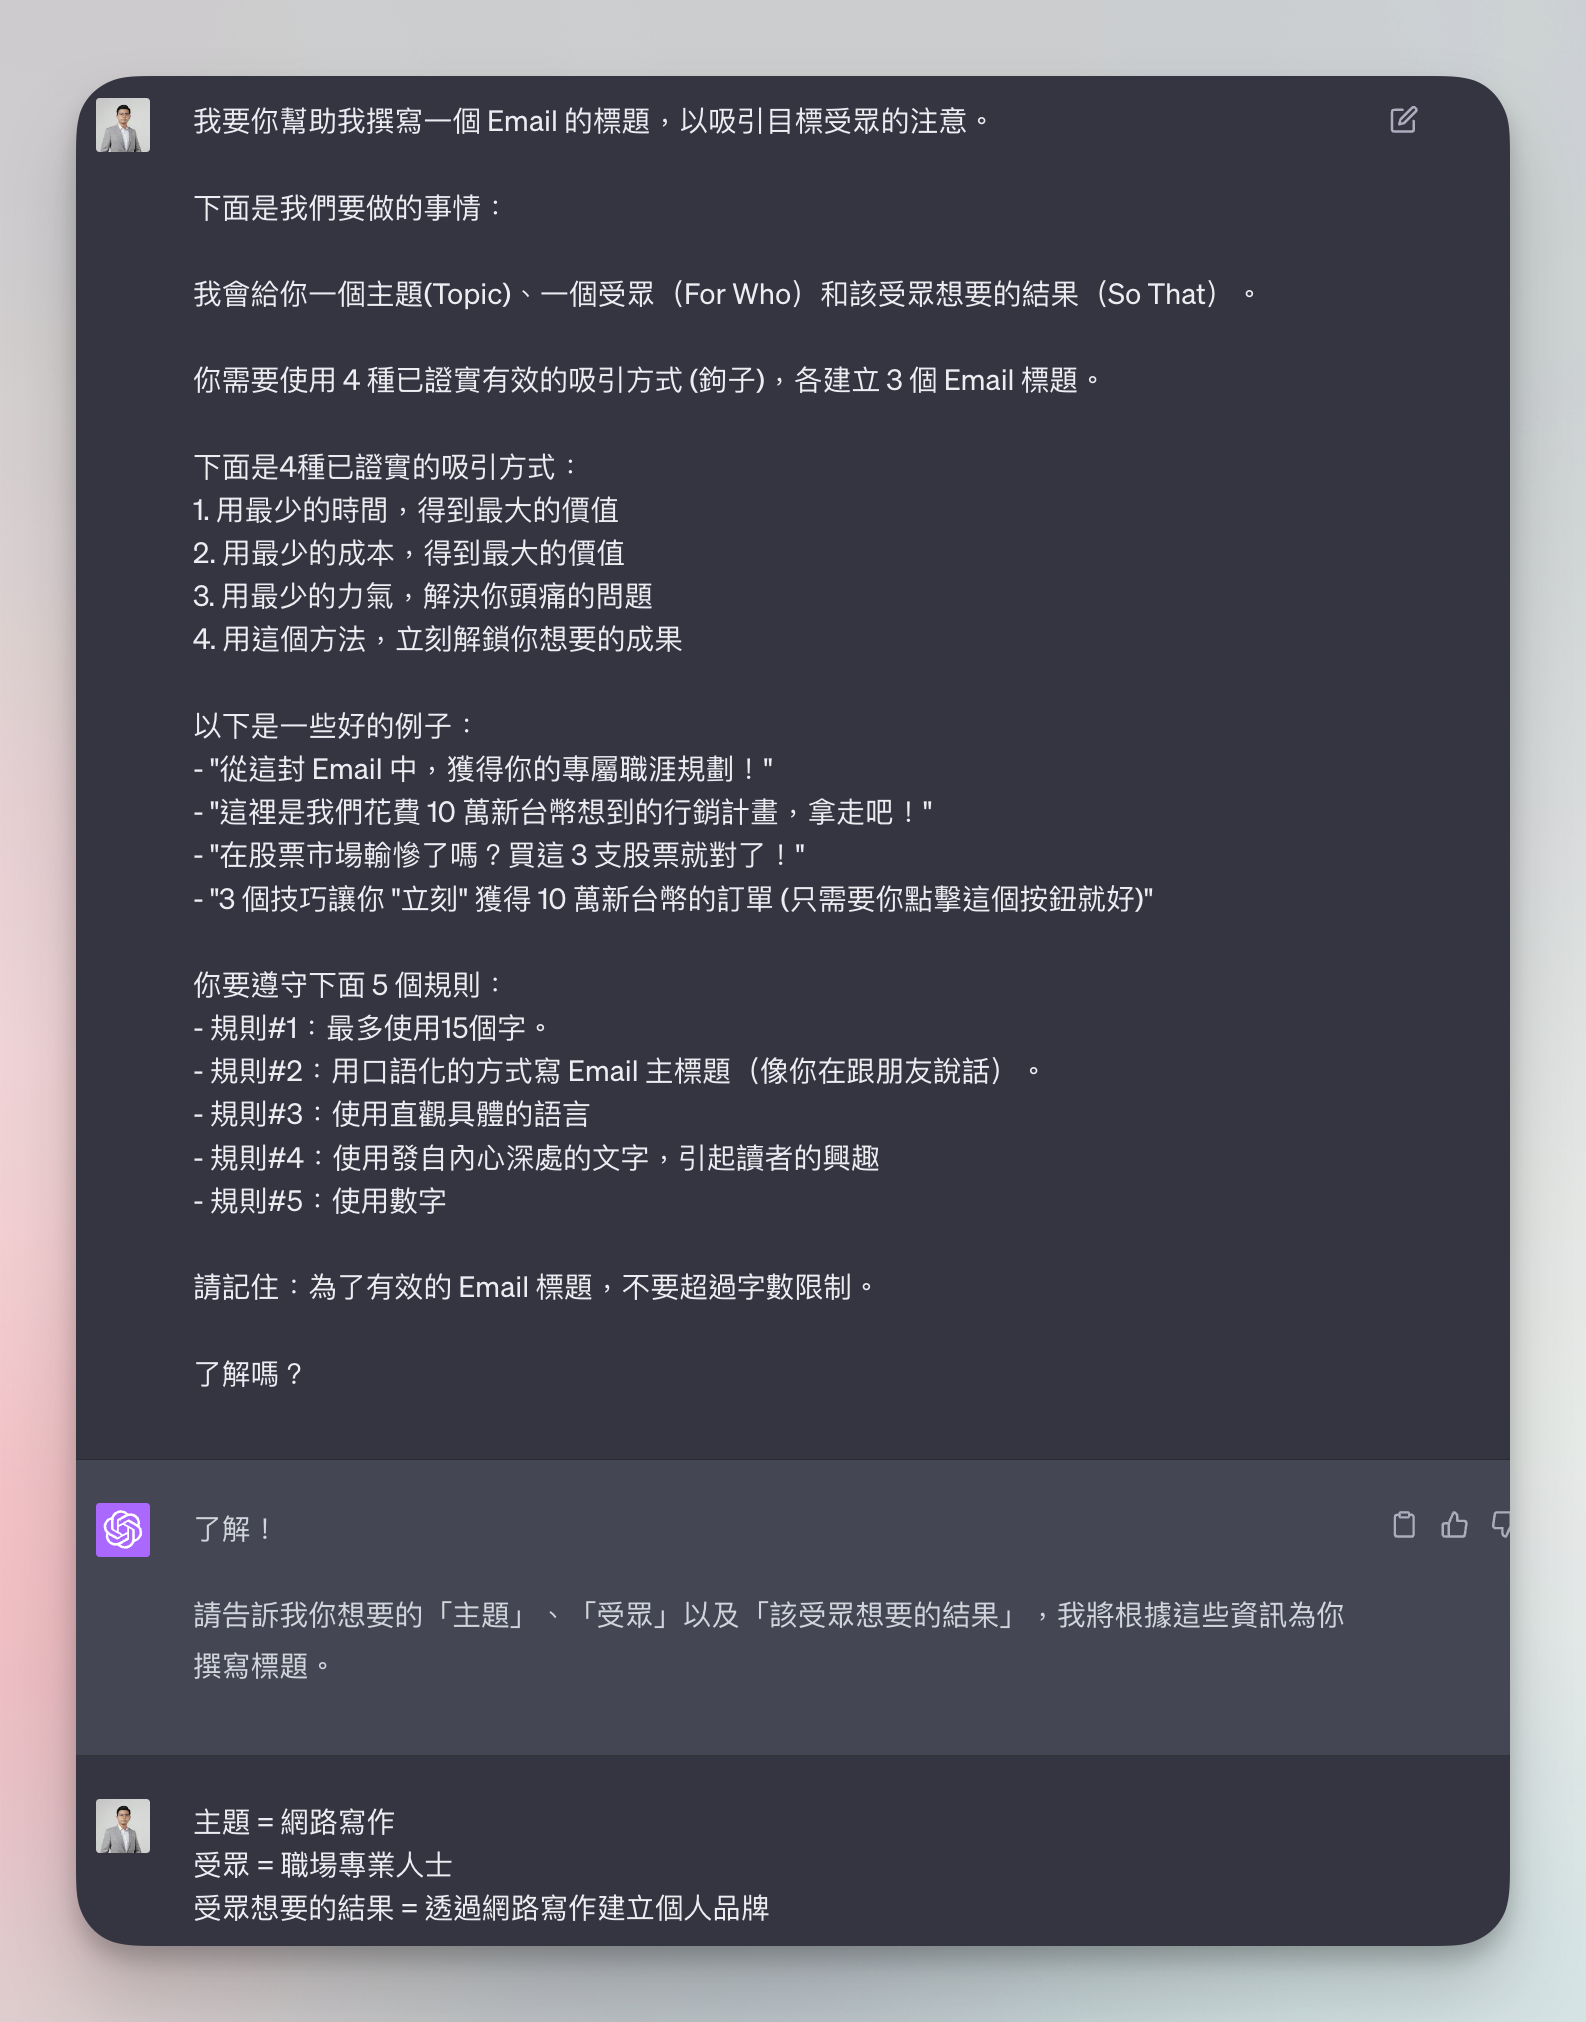 我要你幫助我撰寫一個 Email 的標題，以吸引目標受眾的注意。
下面是我們要做的事情：
我會給你一個主題(Topic)、一個受眾（For Who）和該受眾想要的結果（So That）。
你需要使用 4 種已證實有效的吸引方式 (鉤子)，各建立 3 個 Email 標題。
下面是4種已證實的吸引方式：
1. 用最少的時間，得到最大的價值
2. 用最少的成本，得到最大的價值
3. 用最少的力氣，解決你頭痛的問題
4. 用這個方法，立刻解鎖你想要的成果
以下是一些好的例子：
- "從這封 Email 中，獲得你的專屬職涯規劃！"
- "這裡是我們花費 10 萬新台幣想到的行銷計畫，拿走吧！"
- "在股票市場輸慘了嗎？買這 3 支股票就對了！"
- "3 個技巧讓你 "立刻" 獲得 10 萬新台幣的訂單 (只需要你點擊這個按鈕就好)"
你要遵守下面 5 個規則：
- 規則#1：最多使用15個字。
- 規則#2：用口語化的方式寫 Email 主標題（像你在跟朋友說話）。
- 規則#3：使用直觀具體的語言
- 規則#4：使用發自內心深處的文字，引起讀者的興趣
- 規則#5：使用數字
請記住：為了有效的 Email 標題，不要超過字數限制。
了解嗎？
了解！
請告訴我你想要的「主題」、「受眾」以及「該受眾想要的結果」，我將根據這些資訊為你
撰寫標題。
主題 = 網路寫作
受眾 = 職場專業人士
受眾想要的結果 = 透過網路寫作建立個人品牌